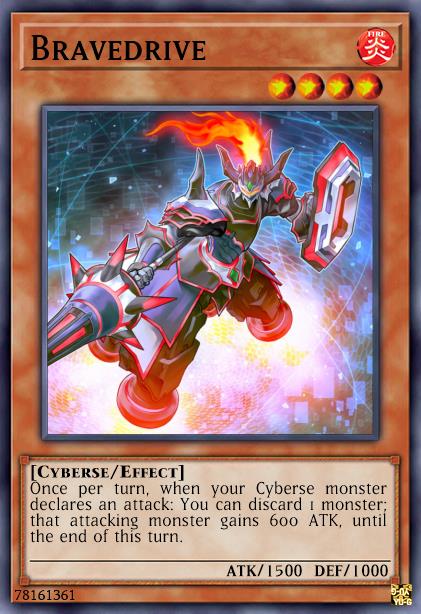 BRAVEDRIVE
FIRE
炎
[CYBERSE/EFFECT]
Once per turn, when your Cyberse monster
declares an attack: You can discard 1 monster;
that attacking monster gains 600 ATK, until
the end of this turn.
ATK/1500 DEF/1000
78161361